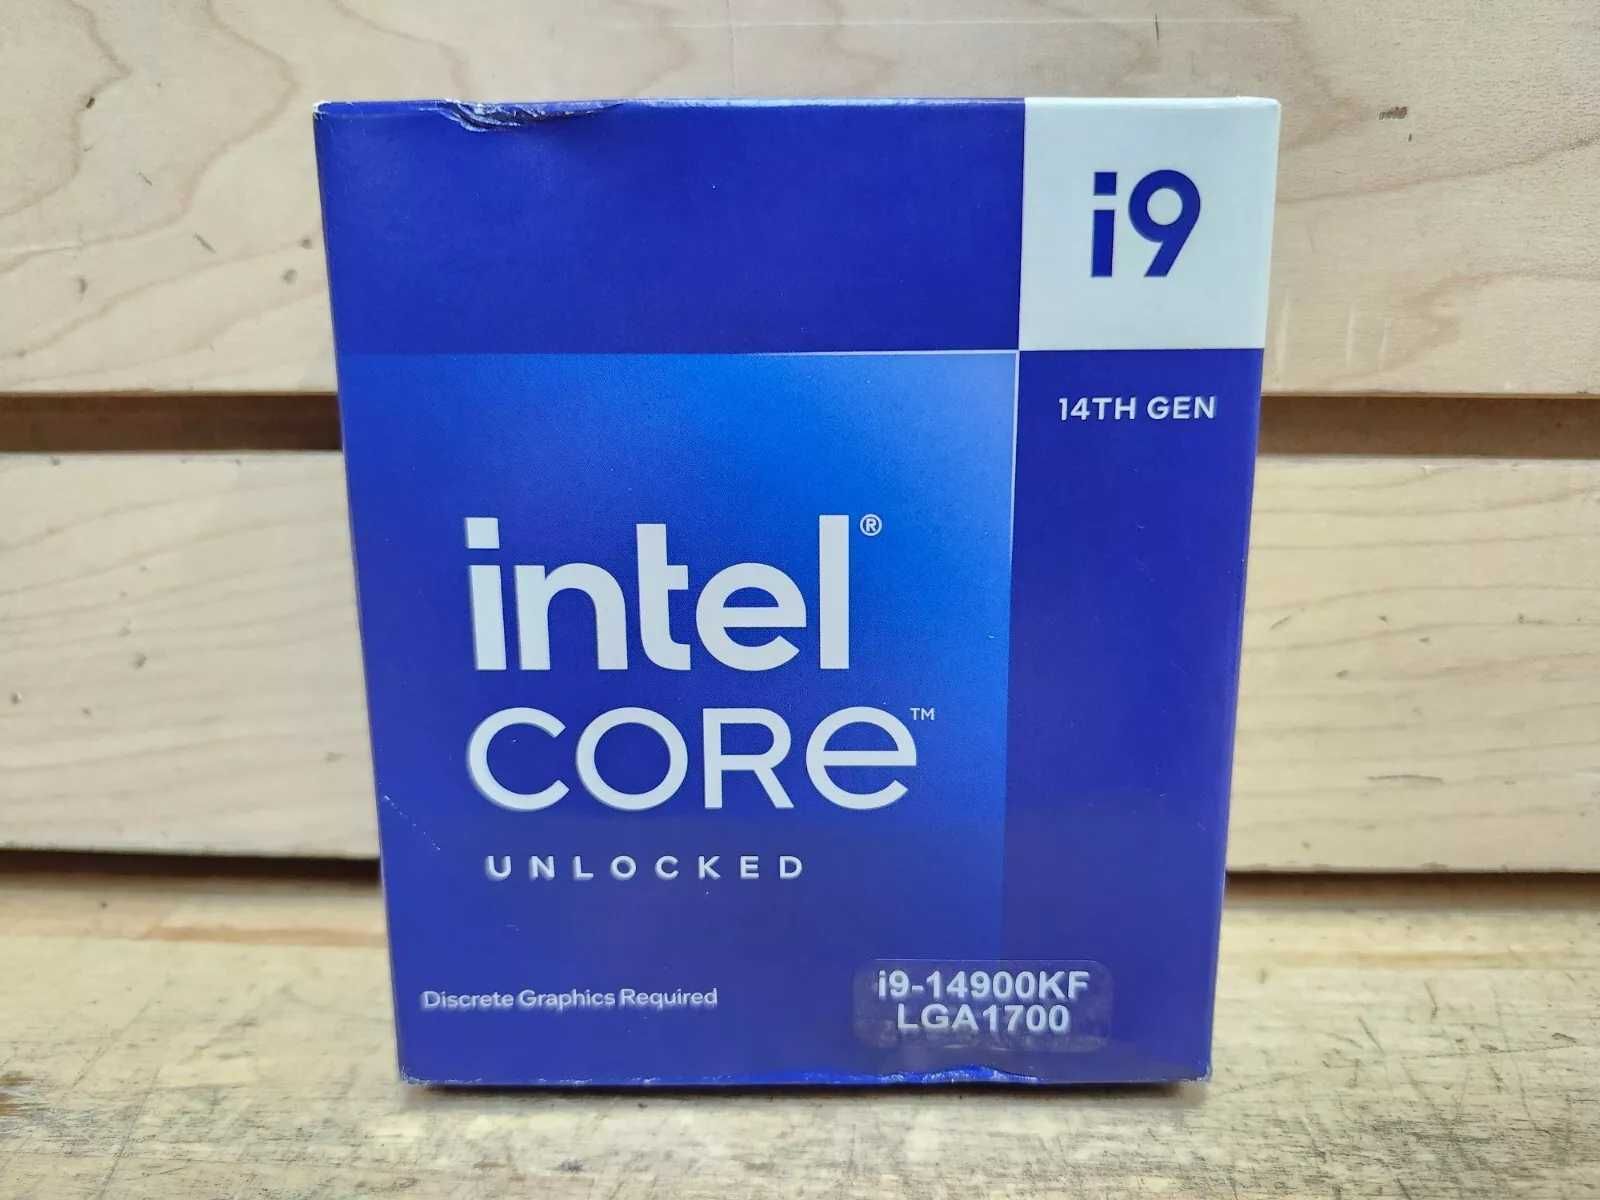 i9
14TH GEN
intel®
CORE™
UNLOCKED
Discrete Graphics Required
i9-14900KF
LGA1700